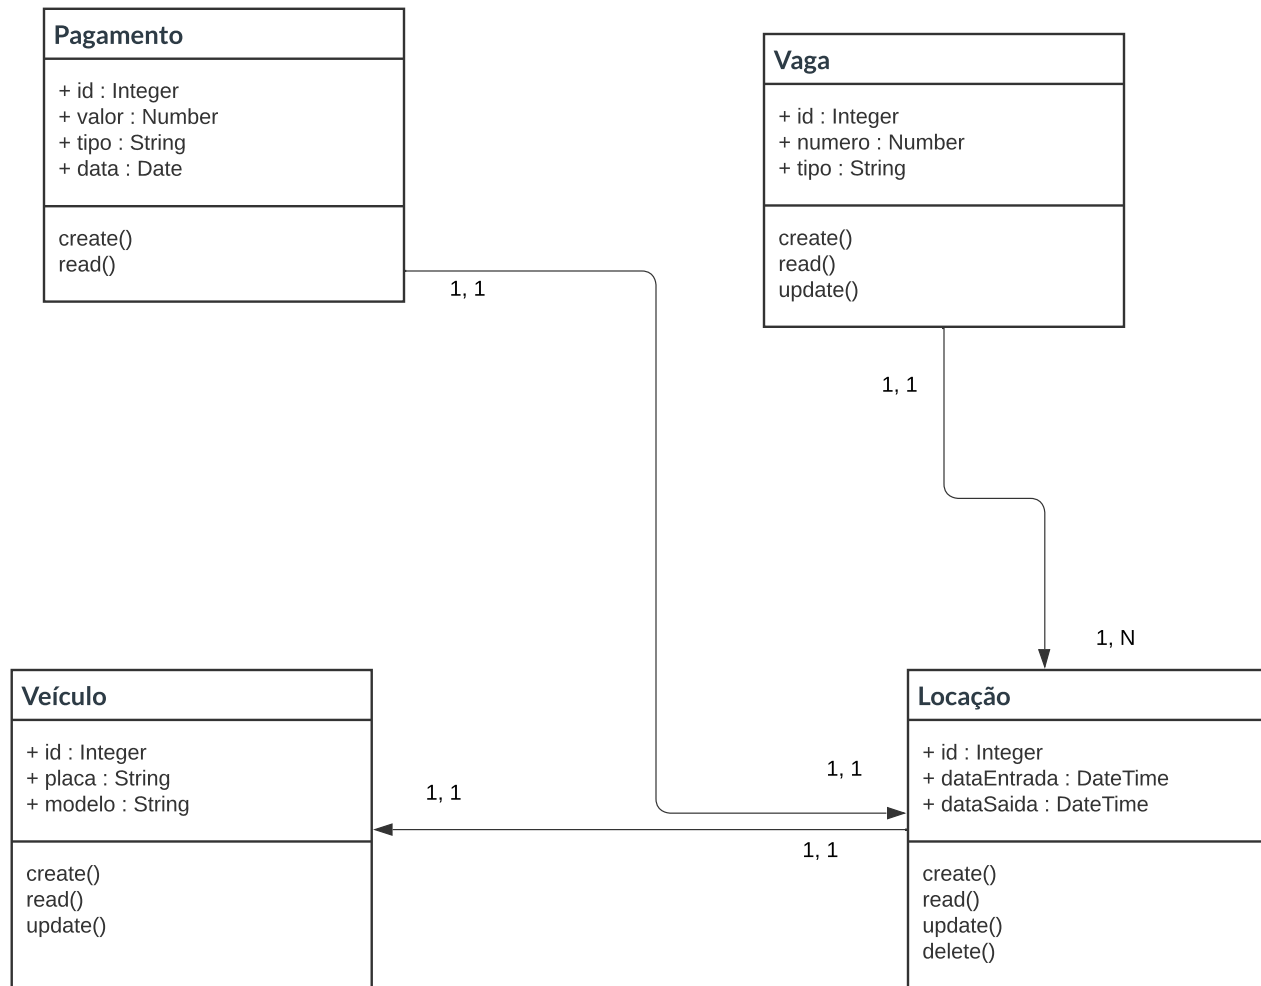 Pagamento
+ id : Integer
+ valor : Number
+ tipo : String
+ data : Date
create()
read()
1, 1
Vaga
+ id : Integer
+ numero : Number
+ tipo : String
create()
read()
update()
1, 1
1, N
Veículo
+ id : Integer
+ placa : String
+ modelo : String
create()
read()
update()
1, 1
1, 1
1, 1
Locação
+ id : Integer
+ dataEntrada : DateTime
+ dataSaida : DateTime
create()
read()
update()
delete()